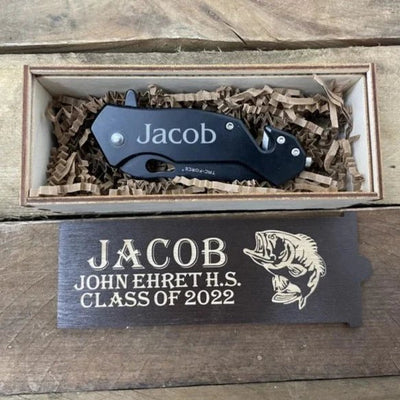 Jacob
TAC-FORCE
JACOB
JOHN EHRET H.S.
CLASS OF 2022